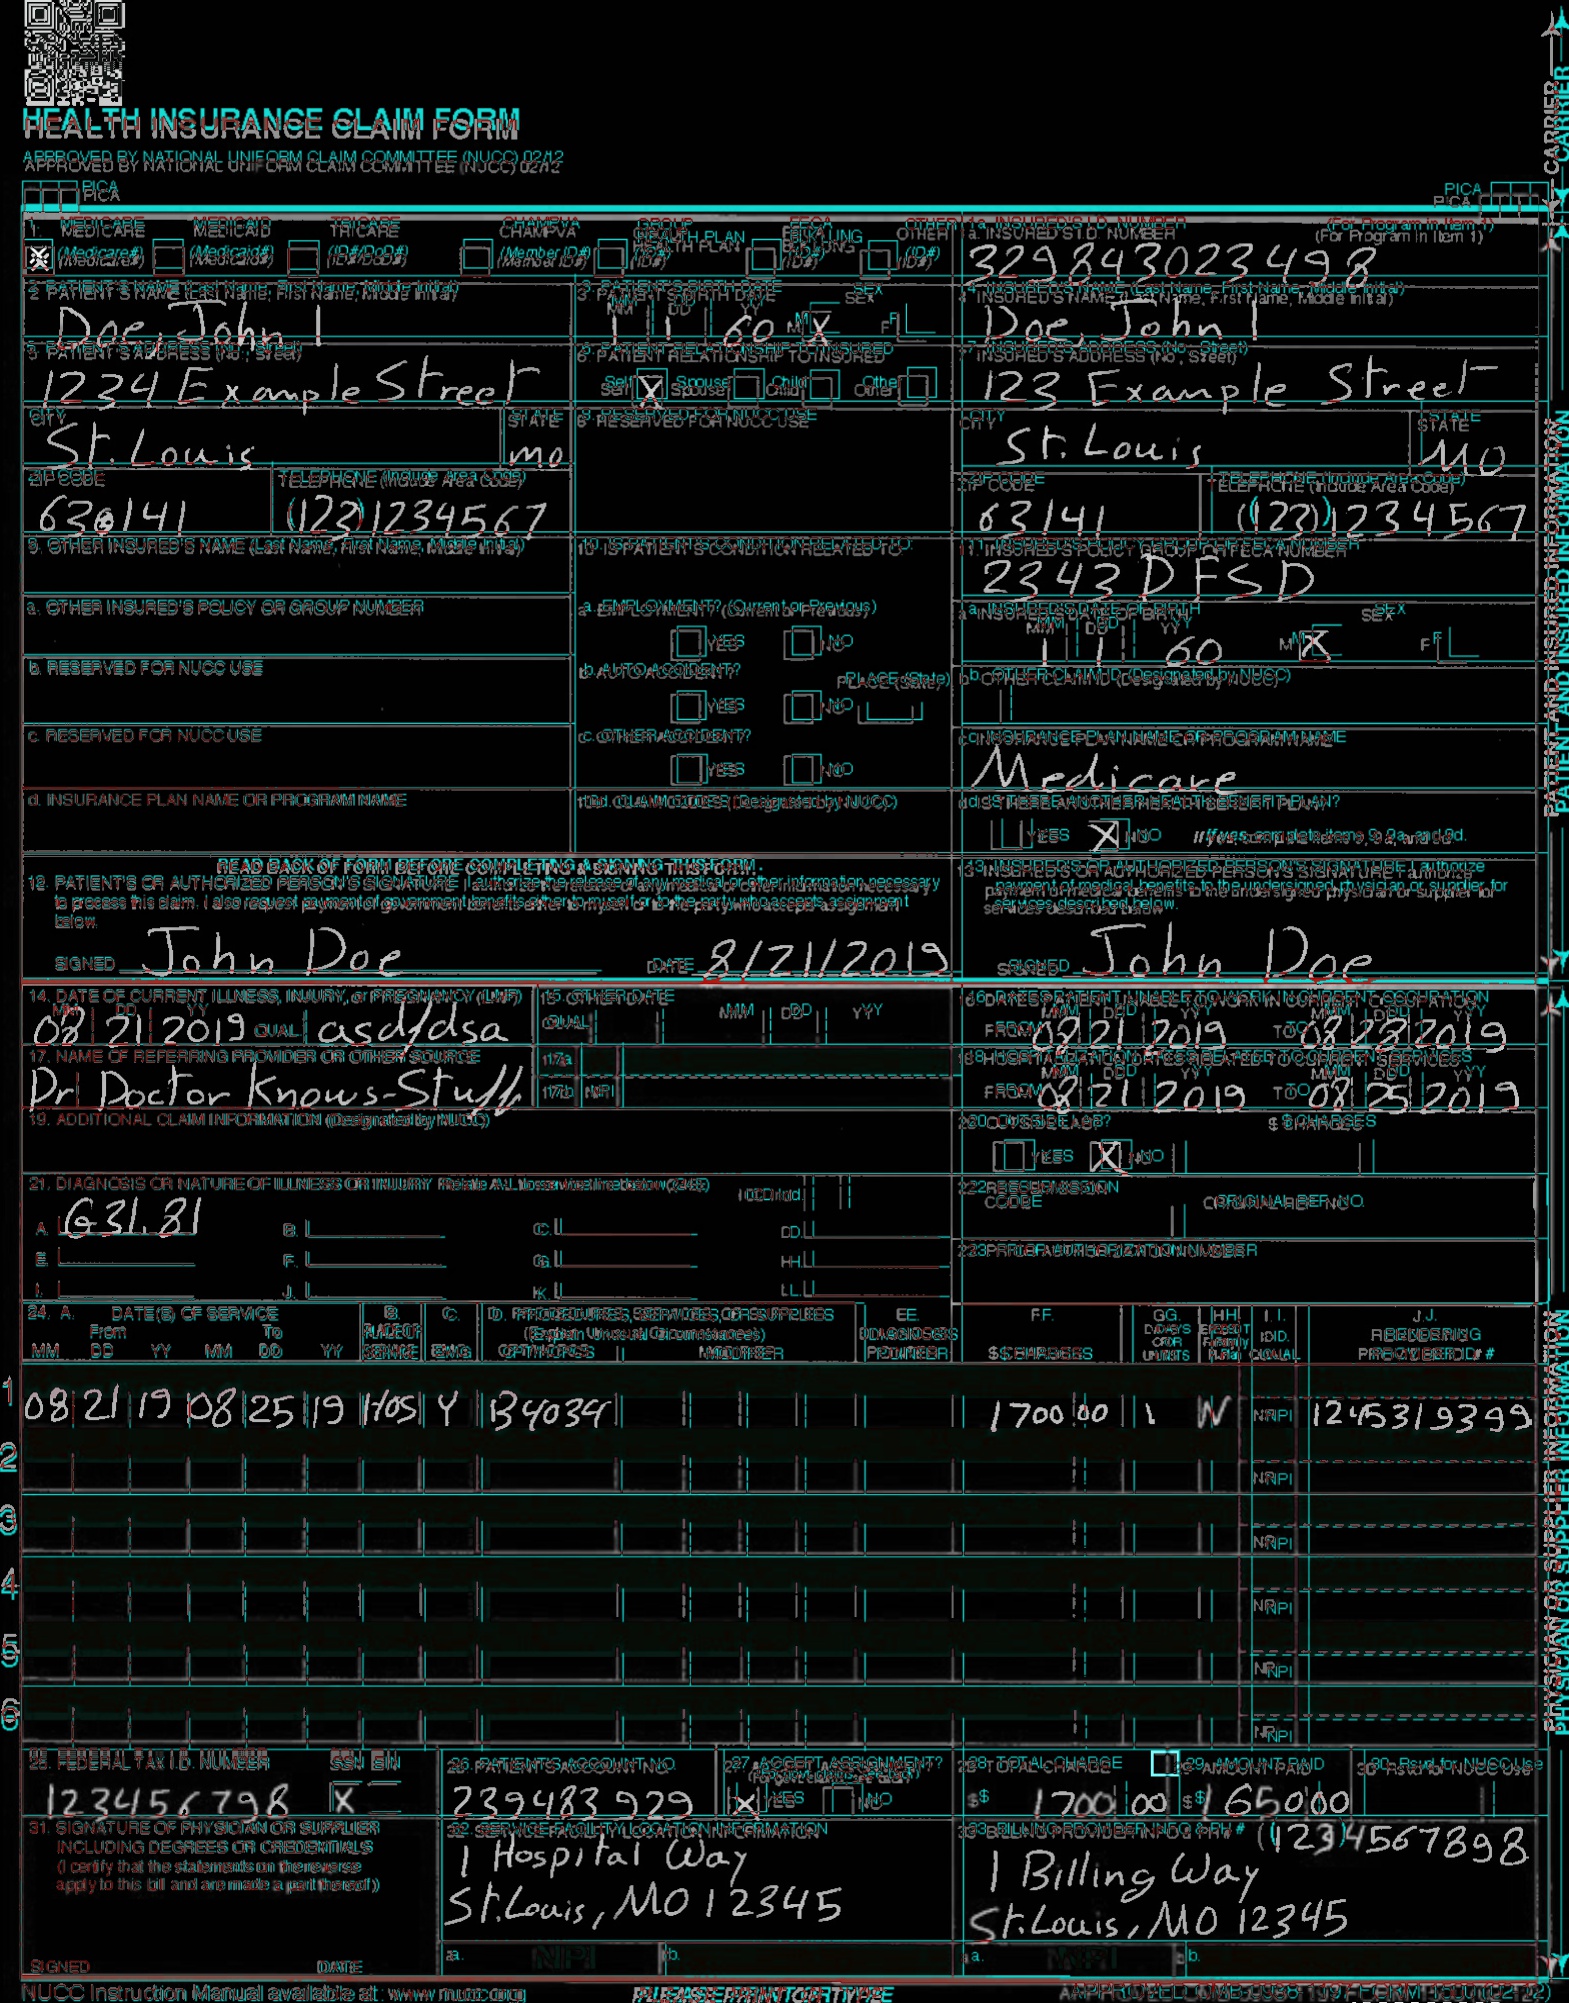 HEALTH INSURANCE CLAIM FORM
APPROVED BY NATIONAL UNIFORM CLAIM COMMITTEE (NUCC) 02/12
PICA PICA
CARRIER
1. MEDICARE MEDICAID TRICARE CHAMPVA GROUP HEALTH PLAN FECA BLK LUNG OTHER
(Medicare#) (Medicaid#) (ID#/DoD#) (Member ID#) (ID#) (ID#) (ID#)
1a. INSURED'S I.D. NUMBER (For Program in Item 1)
329843023498
2. PATIENT'S NAME (Last Name, First Name, Middle Initial)
Doe, John I
3. PATIENT'S BIRTH DATE SEX
MM DD YY
1 1 60 M X F
4. INSURED'S NAME (Last Name, First Name, Middle Initial)
Doe, John I
5. PATIENT'S ADDRESS (No., Street)
1234 Example Street
6. PATIENT RELATIONSHIP TO INSURED
Self X Spouse Child Other
7. INSURED'S ADDRESS (No., Street)
123 Example Street
CITY STATE
St. Louis MO
8. RESERVED FOR NUCC USE
CITY STATE
St. Louis MO
ZIP CODE TELEPHONE (Include Area Code)
(123) 1234567
ZIP CODE TELEPHONE (Include Area Code)
63141 (123) 1234567
9. OTHER INSURED'S NAME (Last Name, First Name, Middle Initial)
10. IS PATIENT'S CONDITION RELATED TO:
11. INSURED'S POLICY GROUP OR FECA NUMBER
2343 DFSD
a. OTHER INSURED'S POLICY OR GROUP NUMBER
a. EMPLOYMENT? (Current or Previous)
YES NO
a. INSURED'S DATE OF BIRTH SEX
MM DD YY
1 1 60 M X F
b. RESERVED FOR NUCC USE
b. AUTO ACCIDENT? PLACE (State)
YES NO
b. OTHER CLAIM ID (Designated by NUCC)
c. RESERVED FOR NUCC USE
c. OTHER ACCIDENT?
YES NO
c. INSURANCE PLAN NAME OR PROGRAM NAME
Medicare
d. INSURANCE PLAN NAME OR PROGRAM NAME
10d. CLAIM CODES (Designated by NUCC)
d. IS THERE ANOTHER HEALTH BENEFIT PLAN?
YES X NO If yes, complete items 9, 9a, and 9d.
READ BACK OF FORM BEFORE COMPLETING & SIGNING THIS FORM.
12. PATIENT'S OR AUTHORIZED PERSON'S SIGNATURE I authorize the release of any medical or other information necessary
to process this claim. I also request payment of government benefits either to myself or to the party who accepts assignment
below.
SIGNED John Doe DATE 8/21/2019
13. INSURED'S OR AUTHORIZED PERSON'S SIGNATURE I authorize
payment of medical benefits to the undersigned physician or supplier for
services described below.
SIGNED John Doe
PATIENT AND INSURED INFORMATION
14. DATE OF CURRENT ILLNESS, INJURY, or PREGNANCY (LMP)
MM DD YY
08 21 2019 QUAL. asdfdsa
15. OTHER DATE
QUAL. MM DD YY
16. DATES PATIENT UNABLE TO WORK IN CURRENT OCCUPATION
MM DD YY MM DD YY
FROM 08 21 2019 TO 08 28 2019
17. NAME OF REFERRING PROVIDER OR OTHER SOURCE
Dr Doctor Knows-Stuff
17a.
17b. NPI
18. HOSPITALIZATION DATES RELATED TO CURRENT SERVICES
MM DD YY MM DD YY
FROM 08 21 2019 TO 08 25 2019
19. ADDITIONAL CLAIM INFORMATION (Designated by NUCC)
20. OUTSIDE LAB? $ CHARGES
YES X NO
21. DIAGNOSIS OR NATURE OF ILLNESS OR INJURY Relate A-L to service line below (24E) ICD Ind.
A. G31.81 B. C. D.
E. F. G. H.
I. J. K. L.
22. RESUBMISSION CODE ORIGINAL REF. NO.
23. PRIOR AUTHORIZATION NUMBER
24. A. DATE(S) OF SERVICE
From To
MM DD YY MM DD YY
B. PLACE OF SERVICE
C. EMG
D. PROCEDURES, SERVICES, OR SUPPLIES
(Explain Unusual Circumstances)
CPT/HCPCS MODIFIER
E. DIAGNOSIS POINTER
F. $ CHARGES
G. DAYS OR UNITS
H. EPSDT Family Plan
I. ID. QUAL.
J. RENDERING PROVIDER ID. #
1 08 21 19 08 25 19 Hos Y B4034 1700 00 1 N NPI 1245319399
2 NPI
3 NPI
4 NPI
5 NPI
6 NPI
25. FEDERAL TAX I.D. NUMBER SSN EIN
123456798 X
26. PATIENT'S ACCOUNT NO.
239483929
27. ACCEPT ASSIGNMENT?
(For govt. claims, see back)
X YES NO
28. TOTAL CHARGE
$ 1700 00
29. AMOUNT PAID
$ 1650 00
30. Rsvd for NUCC Use
31. SIGNATURE OF PHYSICIAN OR SUPPLIER
INCLUDING DEGREES OR CREDENTIALS
(I certify that the statements on the reverse
apply to this bill and are made a part thereof.)
SIGNED DATE
32. SERVICE FACILITY LOCATION INFORMATION
1 Hospital Way
St. Louis, MO 12345
a. NPI b.
33. BILLING PROVIDER INFO & PH # (123) 4567898
1 Billing Way
St. Louis, MO 12345
a. NPI b.
PHYSICIAN OR SUPPLIER INFORMATION
NUCC Instruction Manual available at: www.nucc.org
PLEASE PRINT OR TYPE
APPROVED OMB-0938-1197 FORM 1500 (02-12)